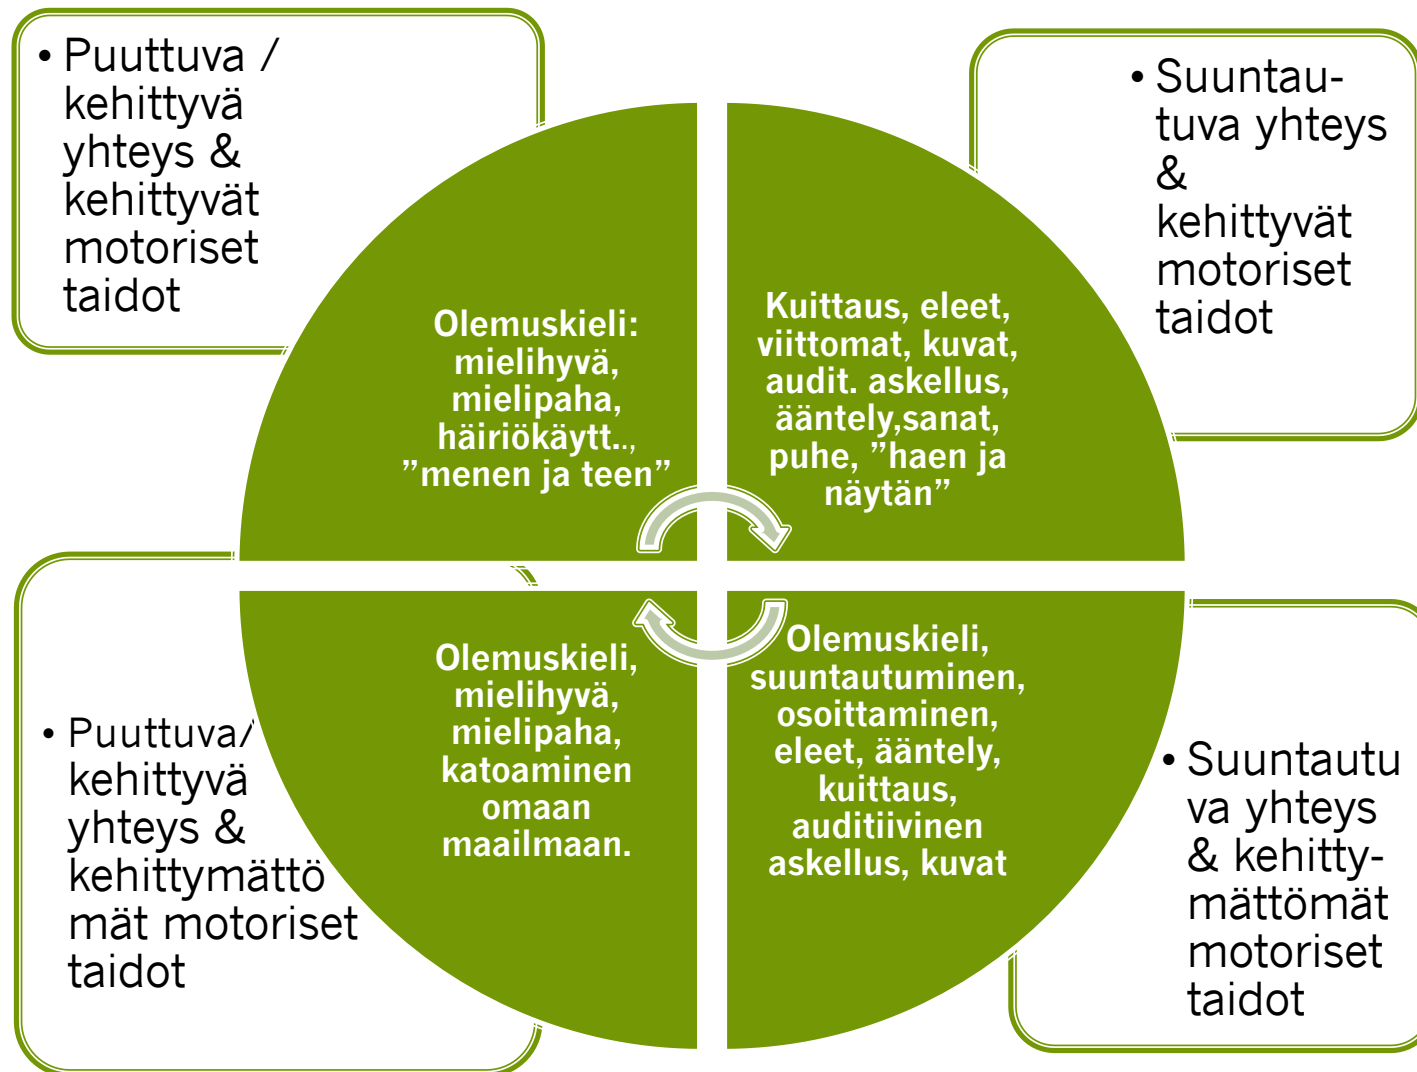 • Puuttuva /
kehittyvä
yhteys &
kehittyvät
motoriset
taidot
• Suuntau-
tuva yhteys
&
kehittyvät
motoriset
taidot
Olemuskieli:
mielihyvä,
mielipaha,
häiriökäytt..,
”menen ja teen”
Kuittaus, eleet,
viittomat, kuvat,
audit. askellus,
ääntely,sanat,
puhe, ”haen ja
näytän”
• Puuttuva/
kehittyvä
yhteys &
kehittymättö
mät motoriset
taidot
Olemuskieli,
mielihyvä,
mielipaha,
katoaminen
omaan
maailmaan.
Olemuskieli,
suuntautuminen,
osoittaminen,
eleet, ääntely,
kuittaus,
auditiivinen
askellus, kuvat
• Suuntautu
va yhteys
& kehitty-
mättömät
motoriset
taidot